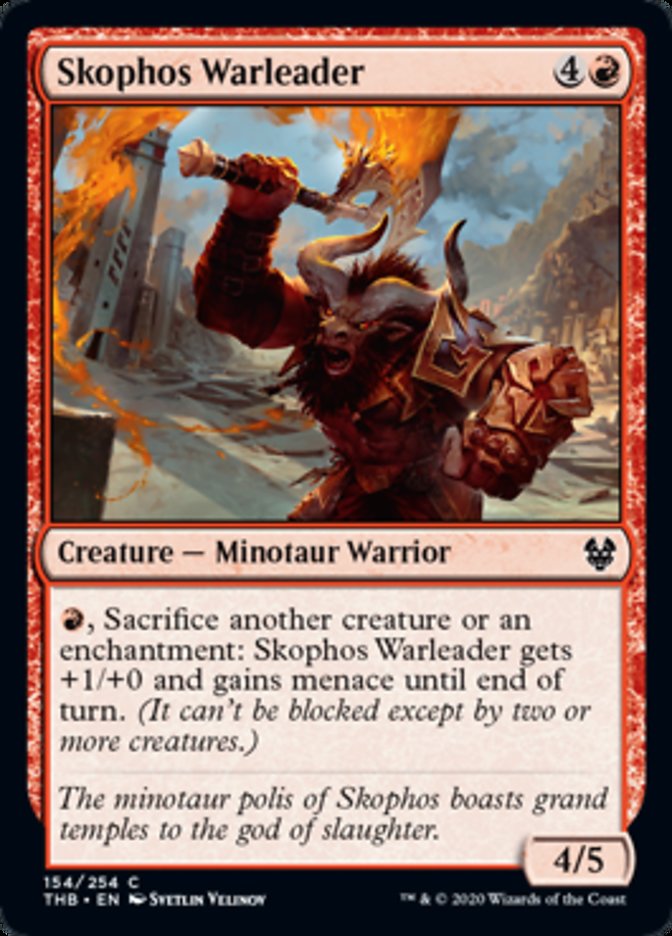 Skophos Warleader 4
Creature — Minotaur Warrior
, Sacrifice another creature or an
enchantment: Skophos Warleader gets
+1/+0 and gains menace until end of
turn. (It can't be blocked except by two or
more creatures.)
The minotaur polis of Skophos boasts grand
temples to the god of slaughter.
4/5
154/254 C
THB • EN Svetlin Velinov
™ & © 2020 Wizards of the Coast